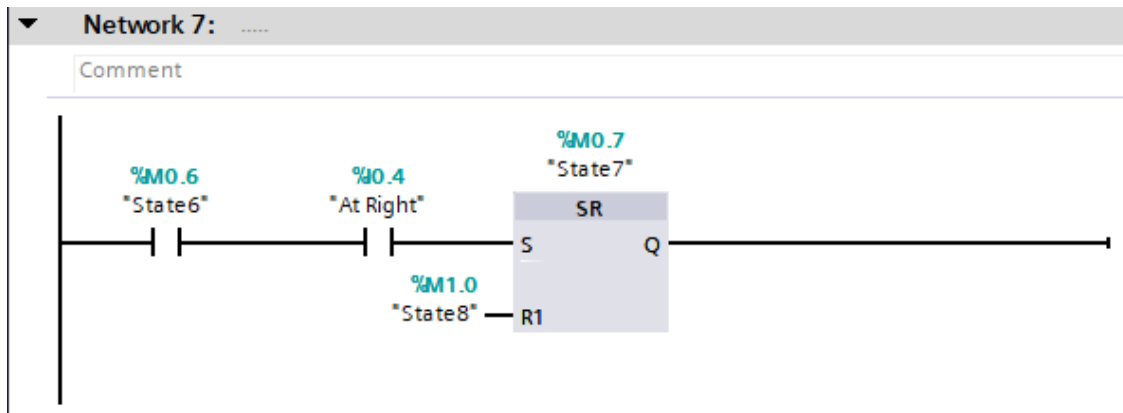 Network 7: .....
Comment
%M0.7
"State7"
%M0.6 %I0.4
"State6" "At Right" SR
S Q
%M1.0
"State8" R1